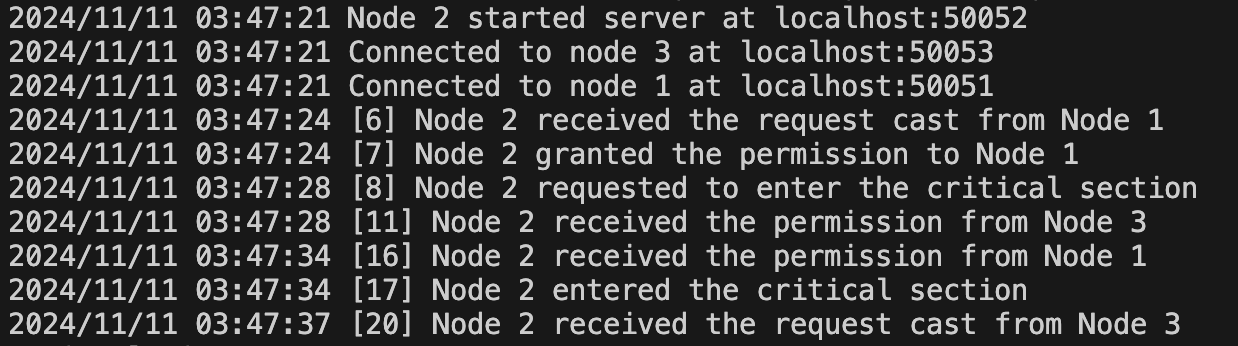 2024/11/11 03:47:21 Node 2 started server at localhost:50052
2024/11/11 03:47:21 Connected to node 3 at localhost:50053
2024/11/11 03:47:21 Connected to node 1 at localhost:50051
2024/11/11 03:47:24 [6] Node 2 received the request cast from Node 1
2024/11/11 03:47:24 [7] Node 2 granted the permission to Node 1
2024/11/11 03:47:28 [8] Node 2 requested to enter the critical section
2024/11/11 03:47:28 [11] Node 2 received the permission from Node 3
2024/11/11 03:47:34 [16] Node 2 received the permission from Node 1
2024/11/11 03:47:34 [17] Node 2 entered the critical section
2024/11/11 03:47:37 [20] Node 2 received the request cast from Node 3